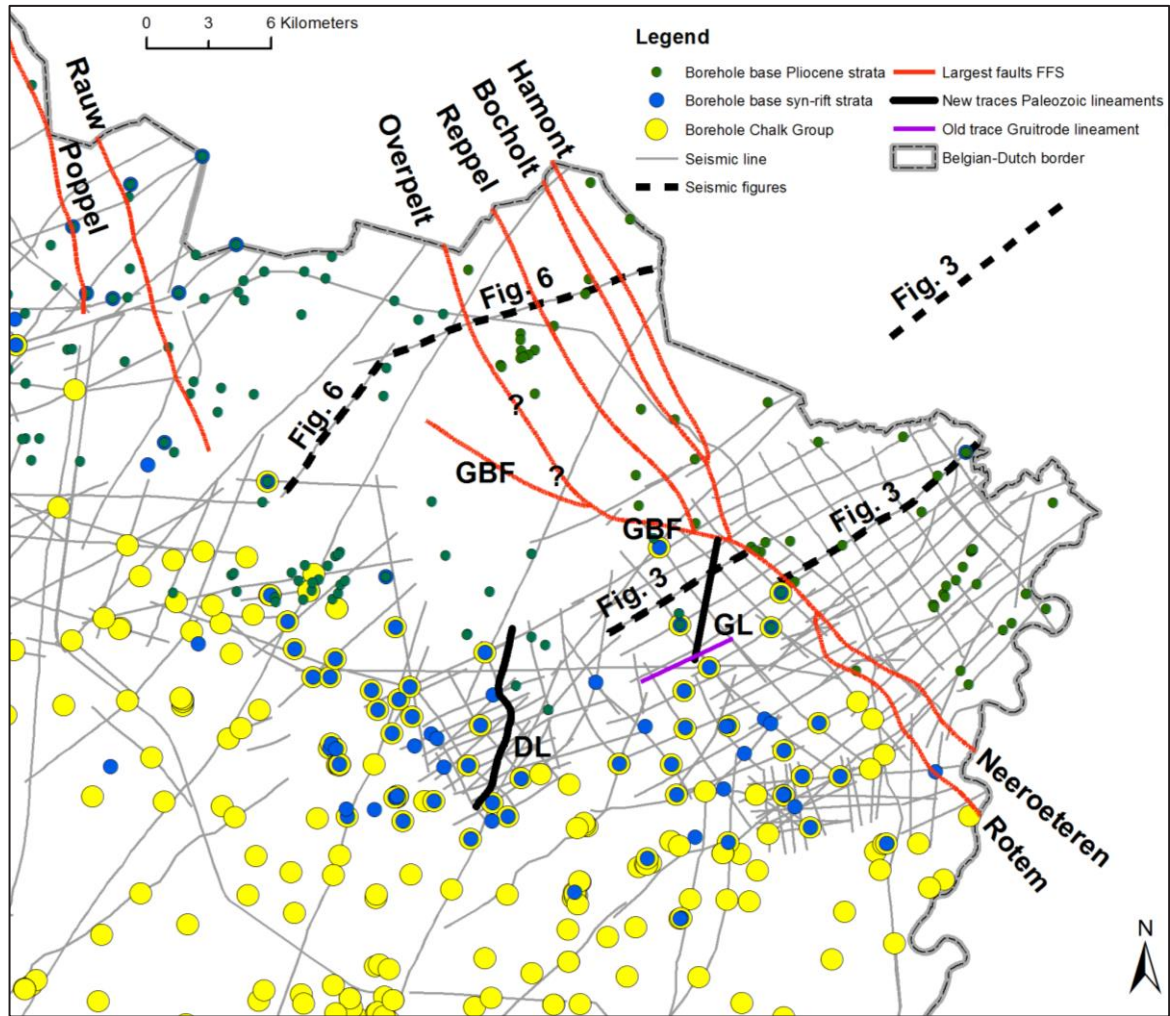 0 3 6 Kilometers
Legend
Borehole base Pliocene strata
Borehole base syn-rift strata
Borehole Chalk Group
Seismic line
Seismic figures
Largest faults FFS
New traces Paleozoic lineaments
Old trace Gruitrode lineament
Belgian-Dutch border
Rauw
Poppel
Overpelt
Reppel
Bocholt
Hamont
Fig. 3
Fig. 6
Fig. 6
?
?
GBF
GBF
Fig. 3
Fig. 3
GL
DL
Neeroeteren
Rotem
N